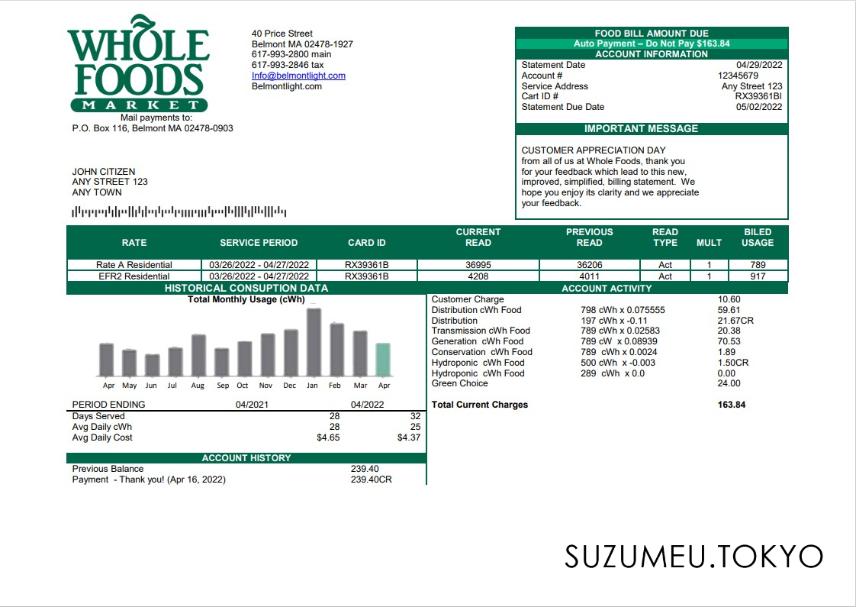 WHOLE
FOODS
MARKET
Mail payments to:
P.O. Box 116, Belmont MA 02478-0903
40 Price Street
Belmont MA 02478-1927
617-993-2800 main
617-993-2846 tax
Info@belmontlight.com
Belmontlight.com
FOOD BILL AMOUNT DUE
Auto Payment – Do Not Pay $163.84
ACCOUNT INFORMATION
Statement Date 04/29/2022
Account # 12345679
Service Address Any Street 123
Cart ID # RX39361BI
Statement Due Date 05/02/2022
IMPORTANT MESSAGE
CUSTOMER APPRECIATION DAY
from all of us at Whole Foods, thank you
for your feedback which lead to this new,
improved, simplified, billing statement. We
hope you enjoy its clarity and we appreciate
your feedback.
JOHN CITIZEN
ANY STREET 123
ANY TOWN
RATE SERVICE PERIOD CARD ID CURRENT READ PREVIOUS READ READ TYPE MULT BILED USAGE
Rate A Residential 03/26/2022 - 04/27/2022 RX39361B 36995 36206 Act 1 789
EFR2 Residential 03/26/2022 - 04/27/2022 RX39361B 4208 4011 Act 1 917
HISTORICAL CONSUPTION DATA
Total Monthly Usage (cWh)
Apr May Jun Jul Aug Sep Oct Nov Dec Jan Feb Mar Apr
PERIOD ENDING 04/2021 04/2022
Days Served 28 32
Avg Daily cWh 28 25
Avg Daily Cost $4.65 $4.37
ACCOUNT HISTORY
Previous Balance 239.40
Payment - Thank you! (Apr 16, 2022) 239.40CR
ACCOUNT ACTIVITY
Customer Charge 10.60
Distribution cWh Food 798 cWh x 0.075555 59.61
Distribution 197 cWh x -0.11 21.67CR
Transmission cWh Food 789 cWh x 0.02583 20.38
Generation cWh Food 789 cW x 0.08939 70.53
Conservation cWh Food 789 cWh x 0.0024 1.89
Hydroponic cWh Food 500 cWh x -0.003 1.50CR
Hydroponic cWh Food 289 cWh x 0.0 0.00
Green Choice 24.00
Total Current Charges 163.84
SUZUMEU.TOKYO